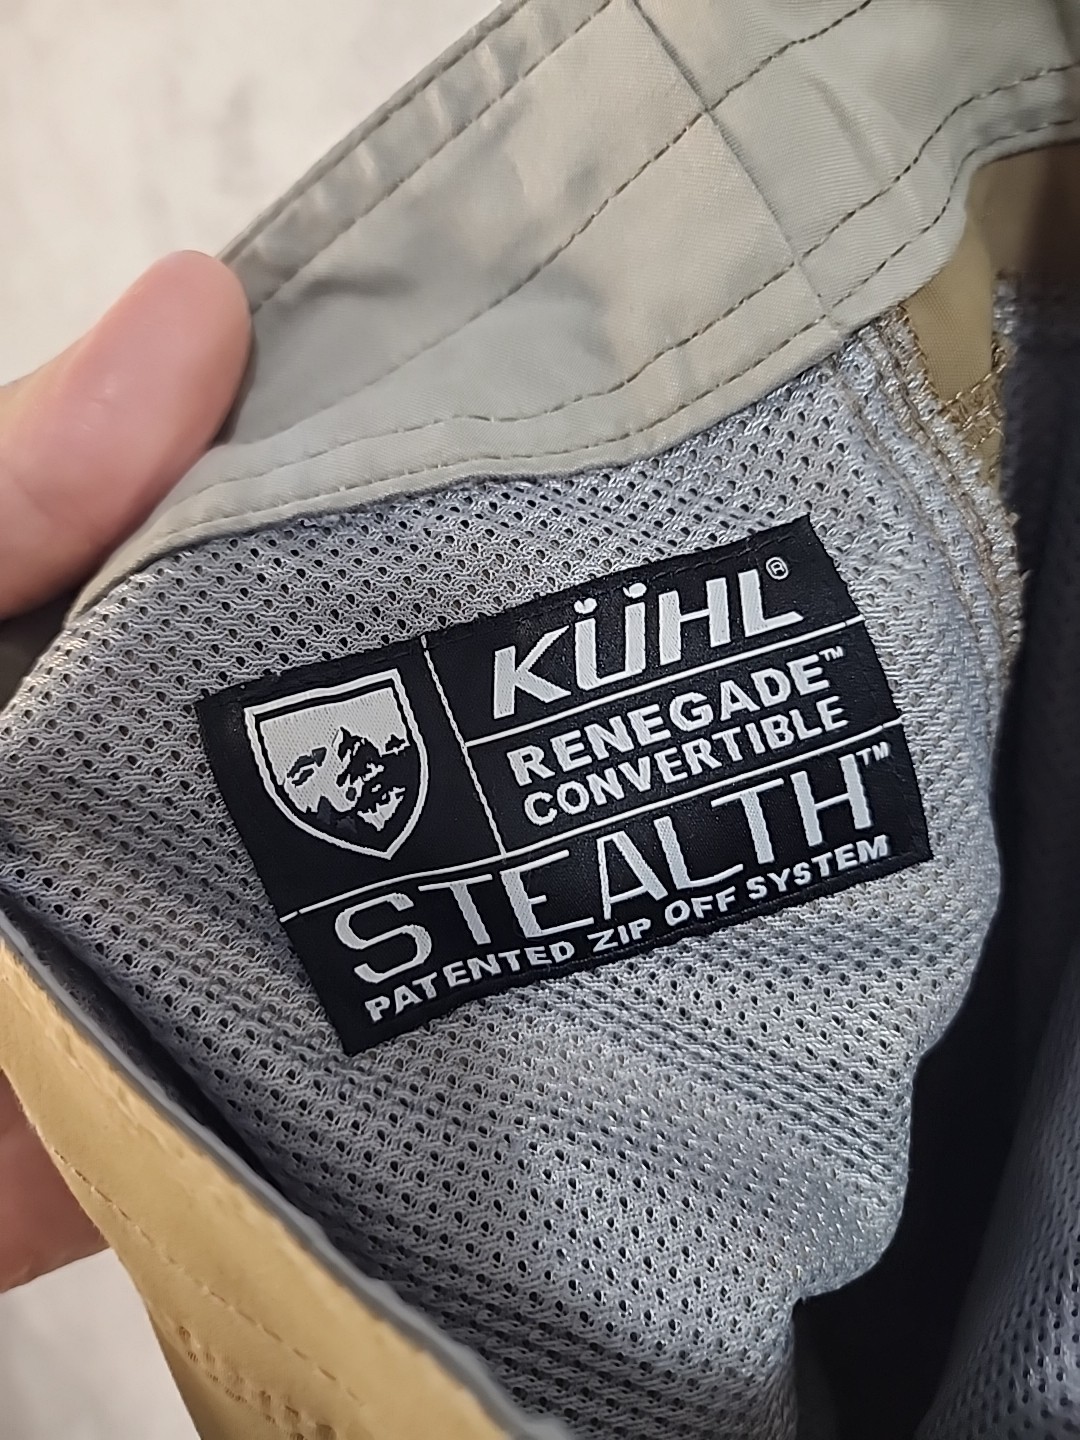 KÜHL®
RENEGADE™
CONVERTIBLE
STEALTH™
PATENTED ZIP OFF SYSTEM